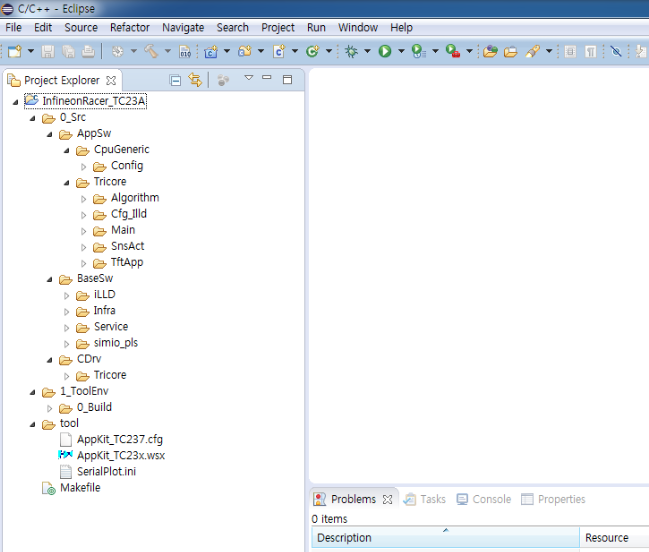 C/C++ - Eclipse
File Edit Source Refactor Navigate Search Project Run Window Help
Project Explorer
InfineonRacer_TC23A
0_Src
AppSw
CpuGeneric
Config
Tricore
Algorithm
Cfg_Illd
Main
SnsAct
TftApp
BaseSw
iLLD
Infra
Service
simio_pls
CDrv
Tricore
1_ToolEnv
0_Build
tool
AppKit_TC237.cfg
AppKit_TC23x.wsx
SerialPlot.ini
Makefile
Problems Tasks Console Properties
0 items
Description Resource